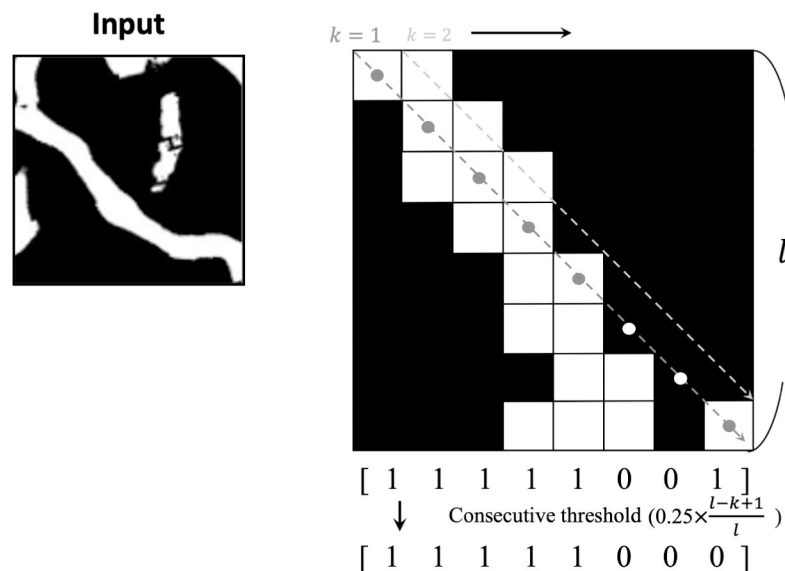 Input
k = 1 k = 2
l
[ 1 1 1 1 1 0 0 1 ]
Consecutive threshold (0.25×\frac{l-k+1}{l})
[ 1 1 1 1 1 0 0 0 ]